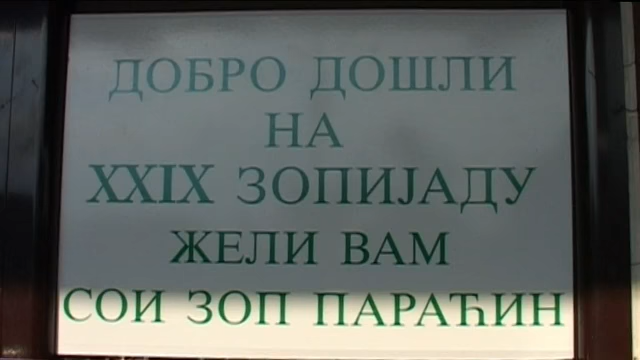 ДОБРО ДОШЛИ
НА
XXIX ЗОПИЈАДУ
ЖЕЛИ ВАМ
СОИ ЗОП ПАРАЋИН